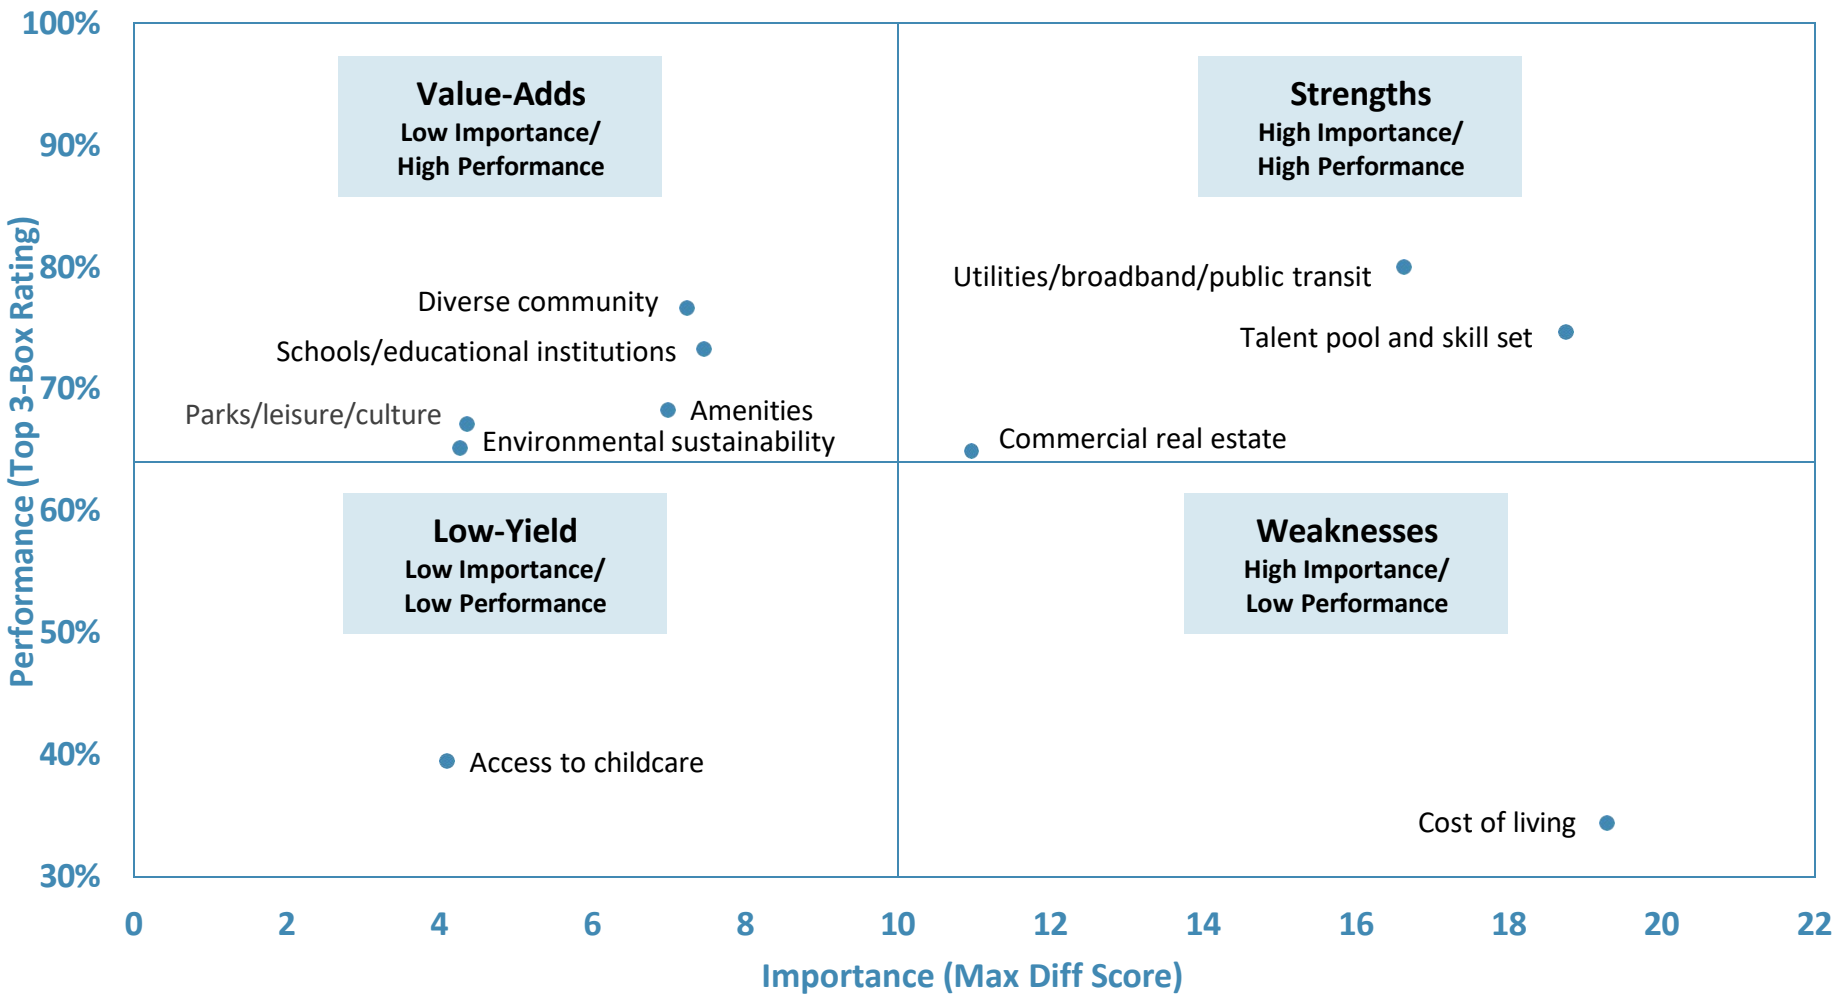 100%
90%
80%
70%
60%
50%
40%
30%
Performance (Top 3-Box Rating)
Value-Adds
Low Importance/
High Performance
Strengths
High Importance/
High Performance
Utilities/broadband/public transit
Diverse community
Talent pool and skill set
Schools/educational institutions
Parks/leisure/culture
Amenities
Environmental sustainability
Commercial real estate
Low-Yield
Low Importance/
Low Performance
Weaknesses
High Importance/
Low Performance
Access to childcare
Cost of living
0 2 4 6 8 10 12 14 16 18 20 22
Importance (Max Diff Score)